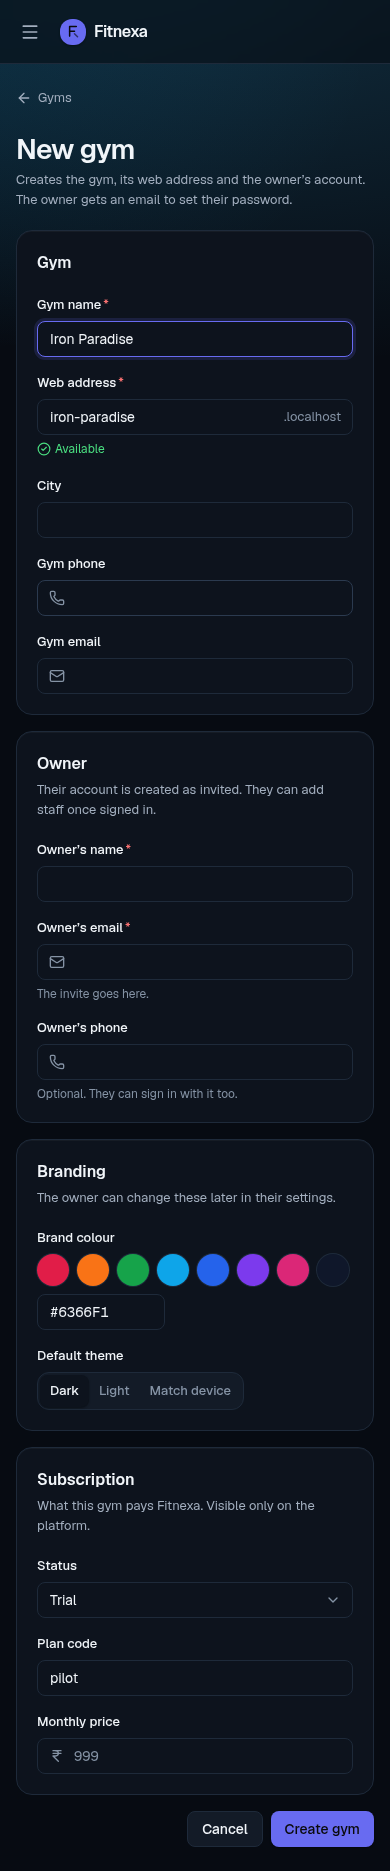 Fitnexa
Gyms
New gym
Creates the gym, its web address and the owner's account.
The owner gets an email to set their password.
Gym
Gym name*
Iron Paradise
Web address*
iron-paradise .localhost
Available
City
Gym phone
Gym email
Owner
Their account is created as invited. They can add
staff once signed in.
Owner's name*
Owner's email*
The invite goes here.
Owner's phone
Optional. They can sign in with it too.
Branding
The owner can change these later in their settings.
Brand colour
#6366F1
Default theme
Dark Light Match device
Subscription
What this gym pays Fitnexa. Visible only on the
platform.
Status
Trial
Plan code
pilot
Monthly price
₹ 999
Cancel Create gym